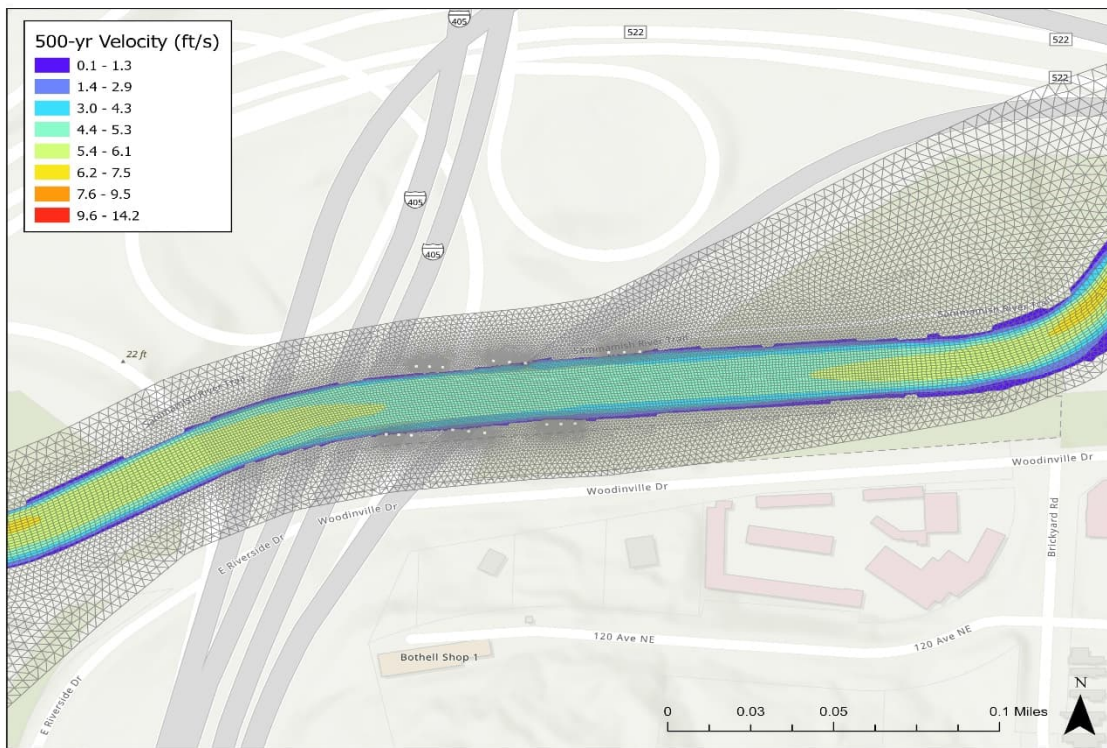 500-yr Velocity (ft/s)
0.1 - 1.3
1.4 - 2.9
3.0 - 4.3
4.4 - 5.3
5.4 - 6.1
6.2 - 7.5
7.6 - 9.5
9.6 - 14.2
405
522
522
522
405
405
22 ft
Sammamish River Trail
Sammamish River Trail
Sammamish River Trail
Woodinville Dr
Woodinville Dr
Woodinville Dr
E Riverside Dr
Brickyard Rd
120 Ave NE
120 Ave NE
Bothell Shop 1
E Riverside Dr
N
0 0.03 0.05 0.1 Miles